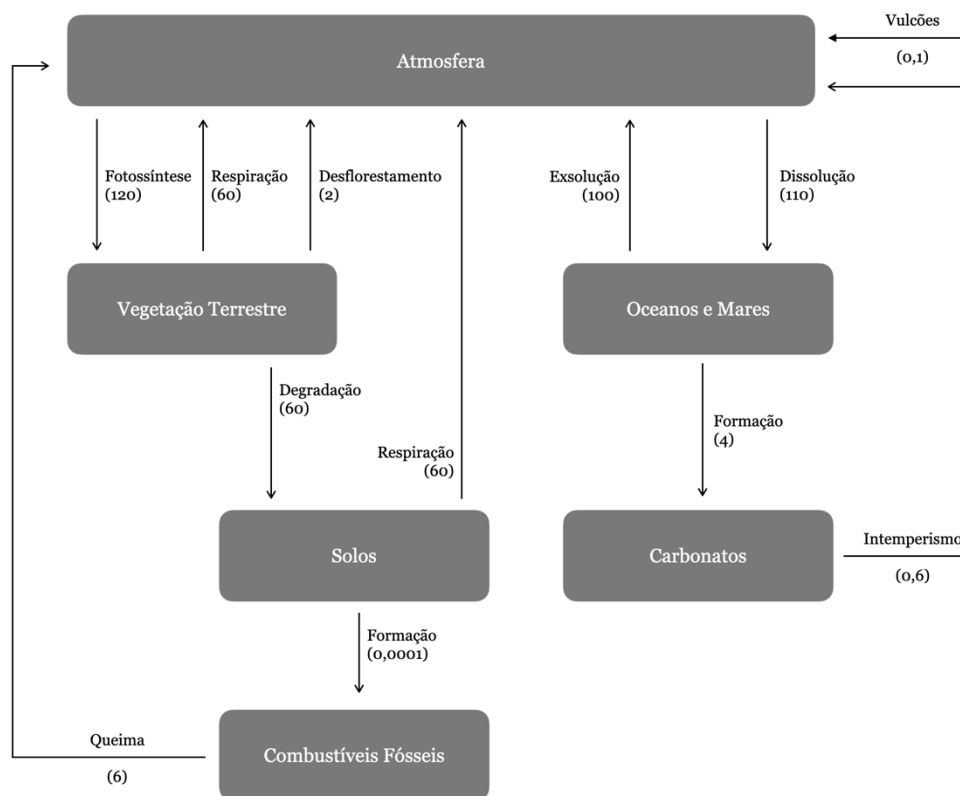 Vulcões
(0,1)
Atmosfera
Fotossíntese
(120)
Respiração
(60)
Desflorestamento
(2)
Exsolução
(100)
Dissolução
(110)
Vegetação Terrestre
Oceanos e Mares
Degradação
(60)
Respiração
(60)
Formação
(4)
Solos
Carbonatos
Intemperismo
(0,6)
Formação
(0,0001)
Queima
(6)
Combustíveis Fósseis